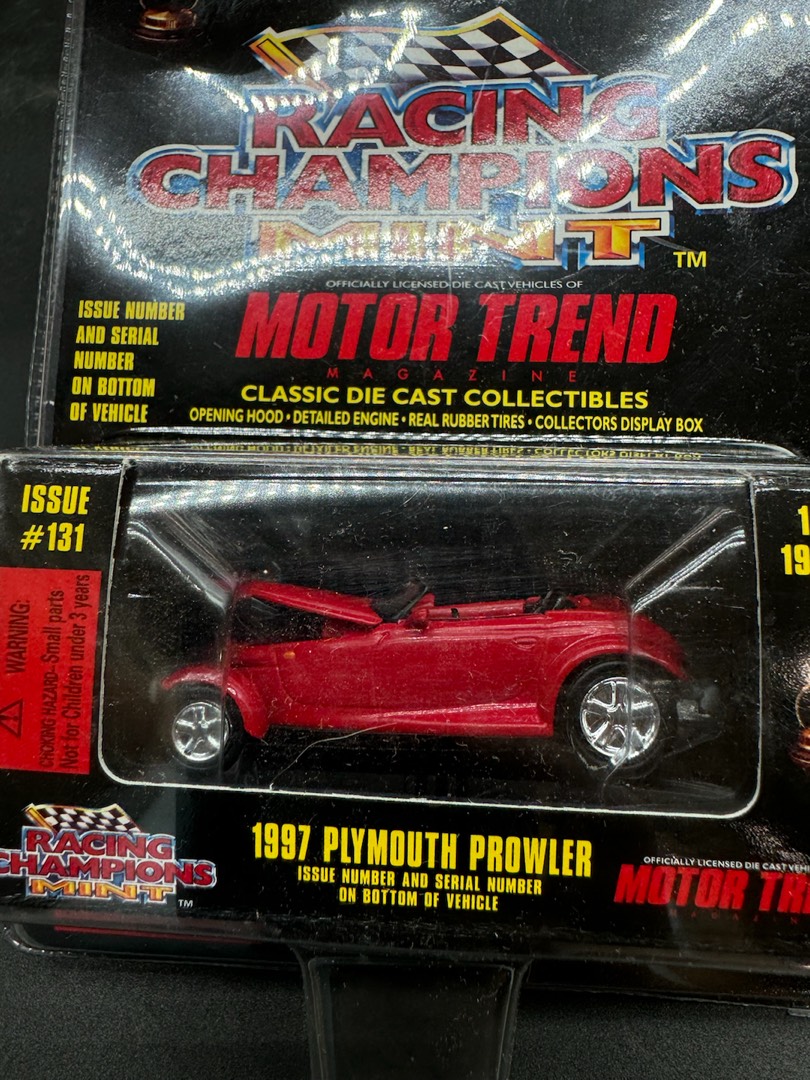 RACING
CHAMPIONS
MINT
TM
OFFICIALLY LICENSED DIE CAST VEHICLES OF
MOTOR TREND
MAGAZINE
ISSUE NUMBER
AND SERIAL
NUMBER
ON BOTTOM
OF VEHICLE
CLASSIC DIE CAST COLLECTIBLES
OPENING HOOD • DETAILED ENGINE • REAL RUBBER TIRES • COLLECTORS DISPLAY BOX
ISSUE
#131
WARNING:
CHOKING HAZARD- Small parts
Not for Children under 3 years
RACING
CHAMPIONS
MINT
TM
1997 PLYMOUTH PROWLER
ISSUE NUMBER AND SERIAL NUMBER
ON BOTTOM OF VEHICLE
OFFICIALLY LICENSED DIE CAST VEHI
MOTOR TR